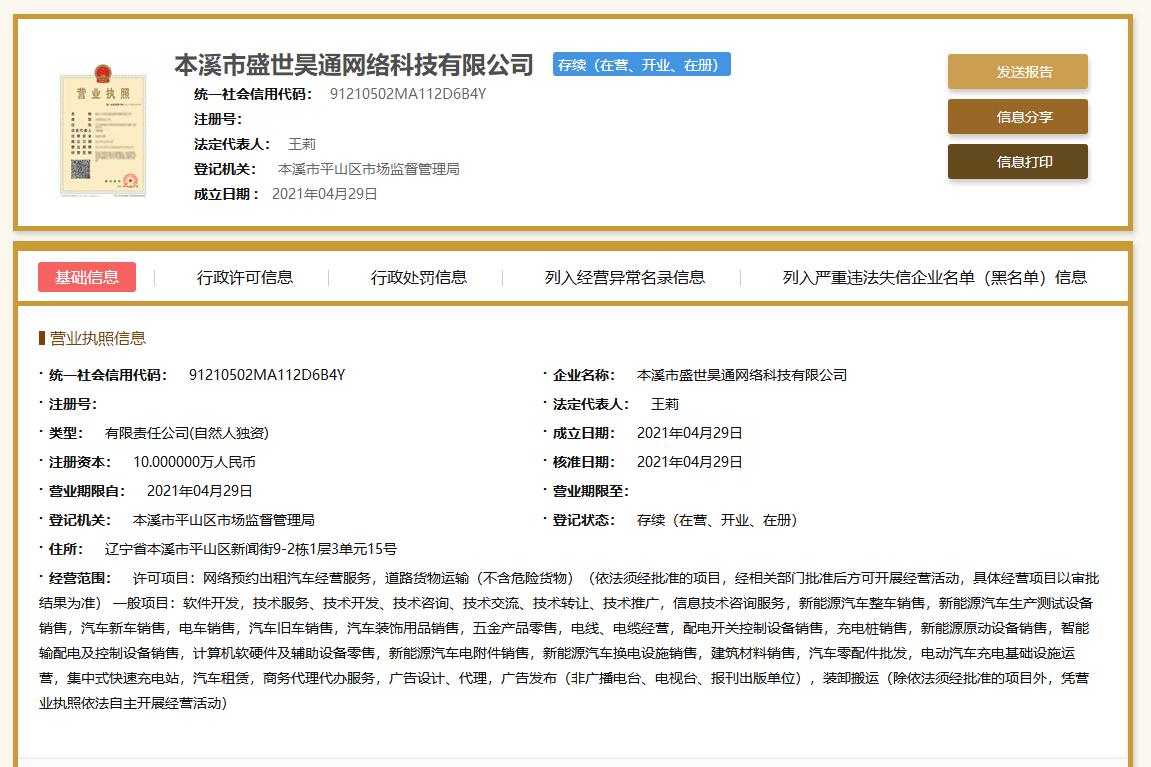 本溪市盛世昊通网络科技有限公司 存续（在营、开业、在册）
营业执照
统一社会信用代码： 91210502MA112D6B4Y
注册号：
法定代表人： 王莉
登记机关： 本溪市平山区市场监督管理局
成立日期： 2021年04月29日
发送报告
信息分享
信息打印
基础信息 行政许可信息 行政处罚信息 列入经营异常名录信息 列入严重违法失信企业名单（黑名单）信息
营业执照信息
· 统一社会信用代码： 91210502MA112D6B4Y · 企业名称： 本溪市盛世昊通网络科技有限公司
· 注册号： · 法定代表人： 王莉
· 类型： 有限责任公司(自然人独资) · 成立日期： 2021年04月29日
· 注册资本： 10.000000万人民币 · 核准日期： 2021年04月29日
· 营业期限自： 2021年04月29日 · 营业期限至：
· 登记机关： 本溪市平山区市场监督管理局 · 登记状态： 存续（在营、开业、在册）
· 住所： 辽宁省本溪市平山区新闻街9-2栋1层3单元15号
· 经营范围： 许可项目：网络预约出租汽车经营服务，道路货物运输（不含危险货物）（依法须经批准的项目，经相关部门批准后方可开展经营活动，具体经营项目以审批
结果为准） 一般项目：软件开发，技术服务、技术开发、技术咨询、技术交流、技术转让、技术推广，信息技术咨询服务，新能源汽车整车销售，新能源汽车生产测试设备
销售，汽车新车销售，电车销售，汽车旧车销售，汽车装饰用品销售，五金产品零售，电线、电缆经营，配电开关控制设备销售，充电桩销售，新能源原动设备销售，智能
输配电及控制设备销售，计算机软硬件及辅助设备零售，新能源汽车电附件销售，新能源汽车换电设施销售，建筑材料销售，汽车零配件批发，电动汽车充电基础设施运
营，集中式快速充电站，汽车租赁，商务代理代办服务，广告设计、代理，广告发布（非广播电台、电视台、报刊出版单位），装卸搬运（除依法须经批准的项目外，凭营
业执照依法自主开展经营活动）